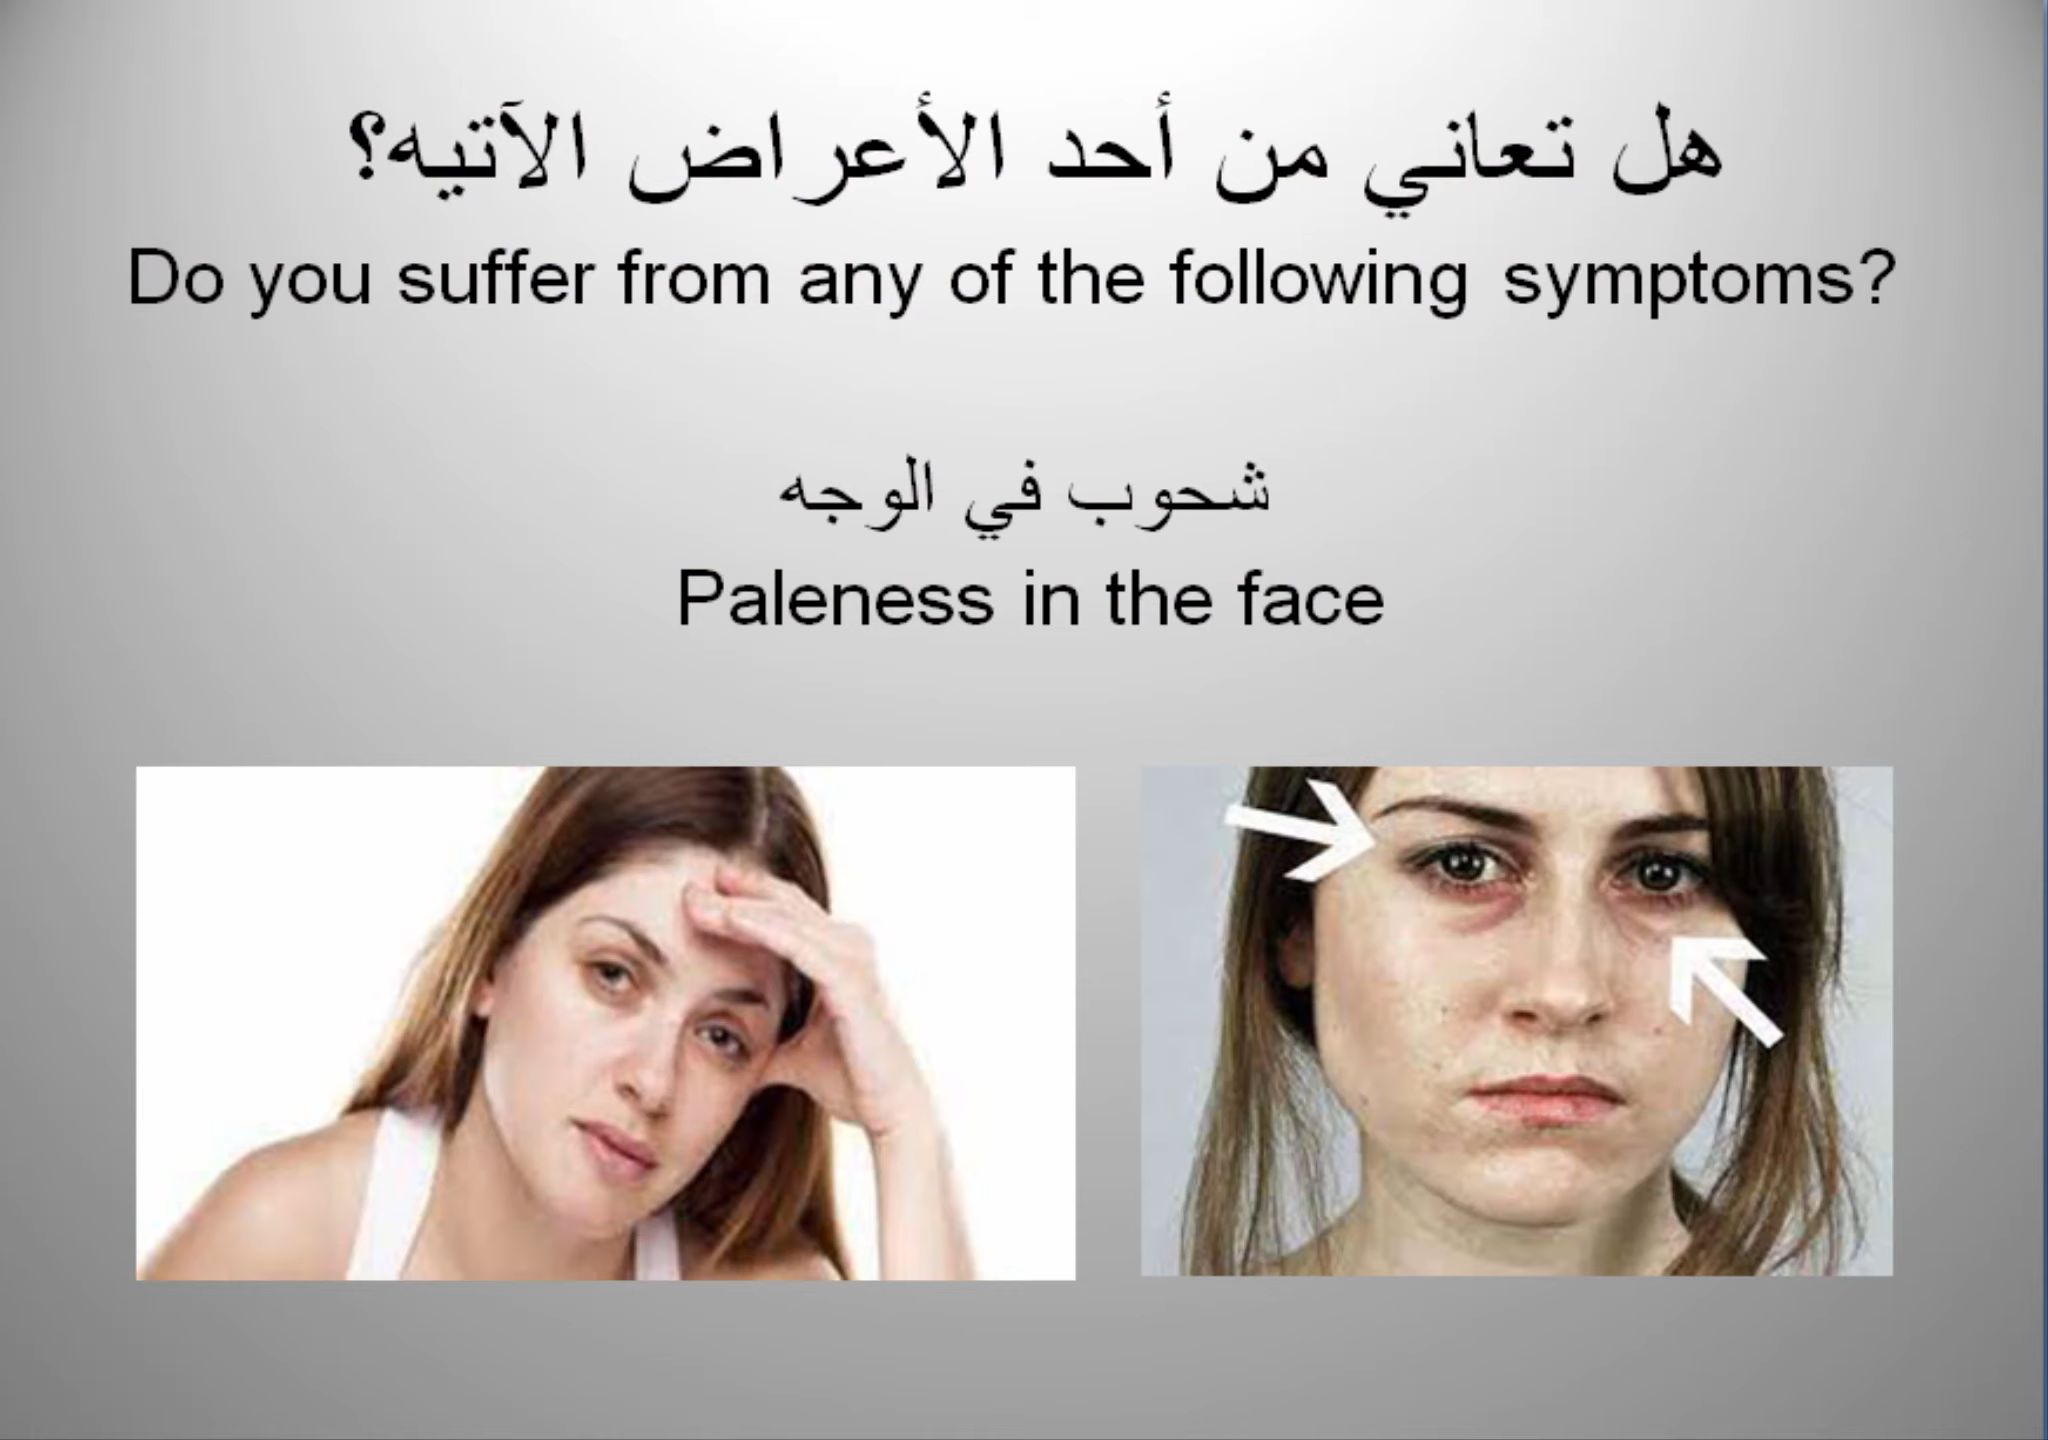 هل تعاني من أحد الأعراض الآتيه؟
Do you suffer from any of the following symptoms?
شحوب في الوجه
Paleness in the face